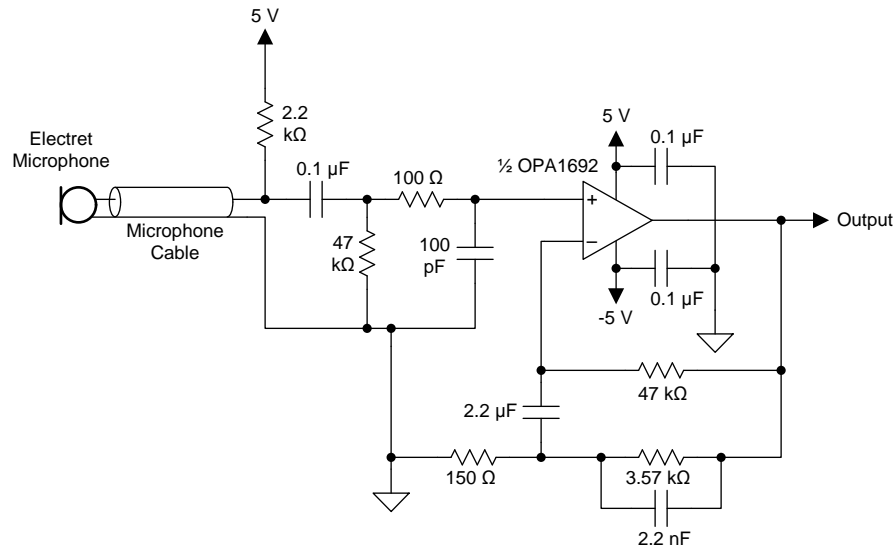 5 V
2.2
kΩ
Electret
Microphone
Microphone
Cable
0.1 µF
100 Ω
47
kΩ
100
pF
½ OPA1692
5 V
0.1 µF
+
−
Output
0.1 µF
-5 V
47 kΩ
2.2 µF
150 Ω
3.57 kΩ
2.2 nF